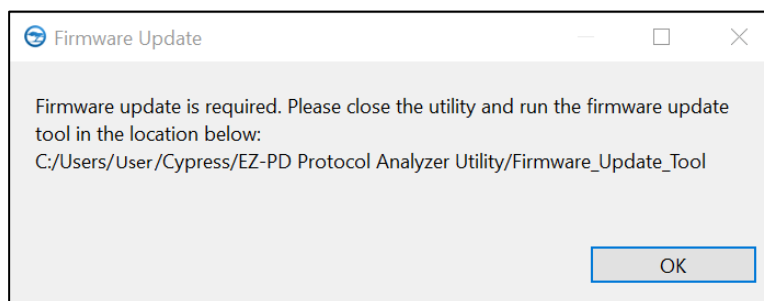 Firmware Update
Firmware update is required. Please close the utility and run the firmware update
tool in the location below:
C:/Users/User/Cypress/EZ-PD Protocol Analyzer Utility/Firmware_Update_Tool
OK